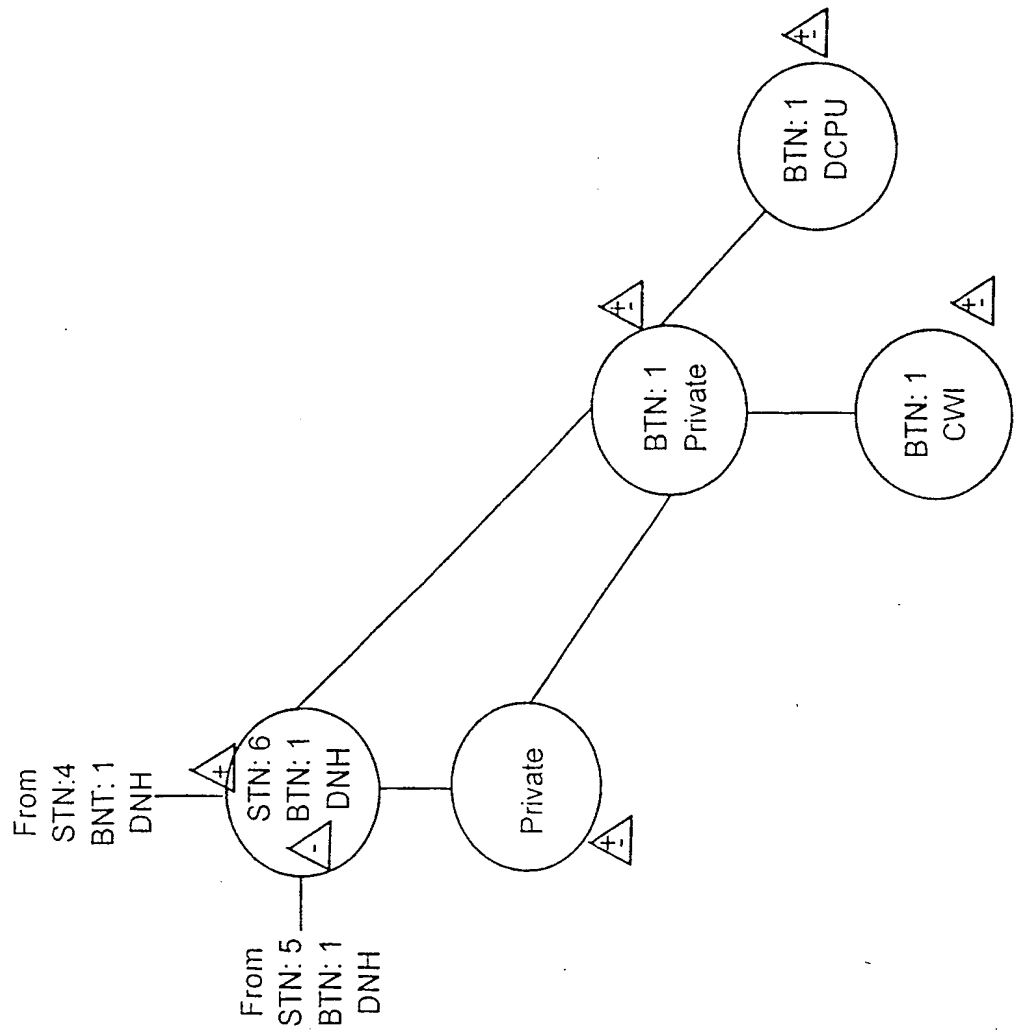 From
STN:4
BNT: 1
DNH
+
STN: 6
BTN: 1
DNH
-
From
STN: 5
BTN: 1
DNH
Private
+-
BTN: 1
Private
+-
BTN: 1
DCPU
+-
BTN: 1
CWI
+-